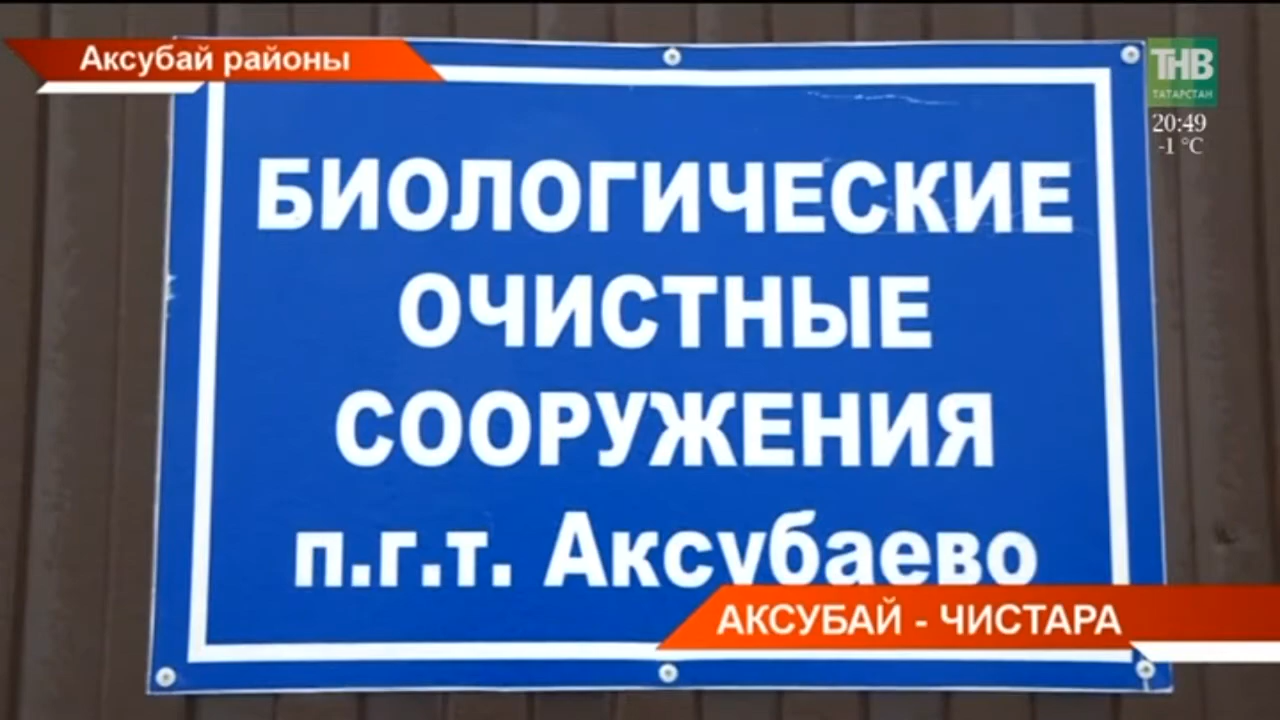 Аксубай районы
ТНВ
ТАТАРСТАН
20:49
-1 °C
БИОЛОГИЧЕСКИЕ
ОЧИСТНЫЕ
СООРУЖЕНИЯ
п.г.т. Аксубаево
АКСУБАЙ - ЧИСТАРА